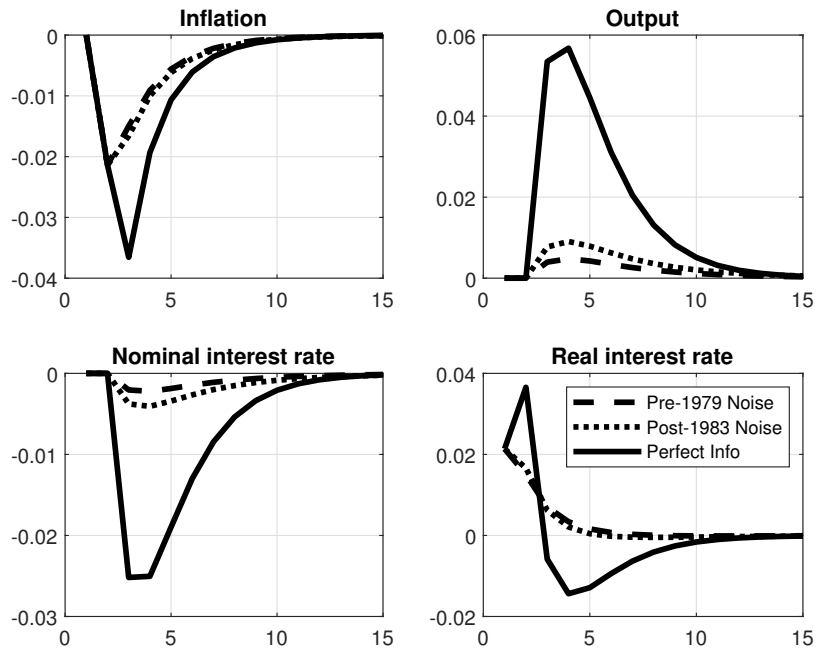 Inflation
0
-0.01
-0.02
-0.03
-0.04
0 5 10 15
Output
0.06
0.04
0.02
0
0 5 10 15
Nominal interest rate
0
-0.01
-0.02
-0.03
0 5 10 15
Real interest rate
0.04
0.02
0
-0.02
0 5 10 15
Pre-1979 Noise
Post-1983 Noise
Perfect Info